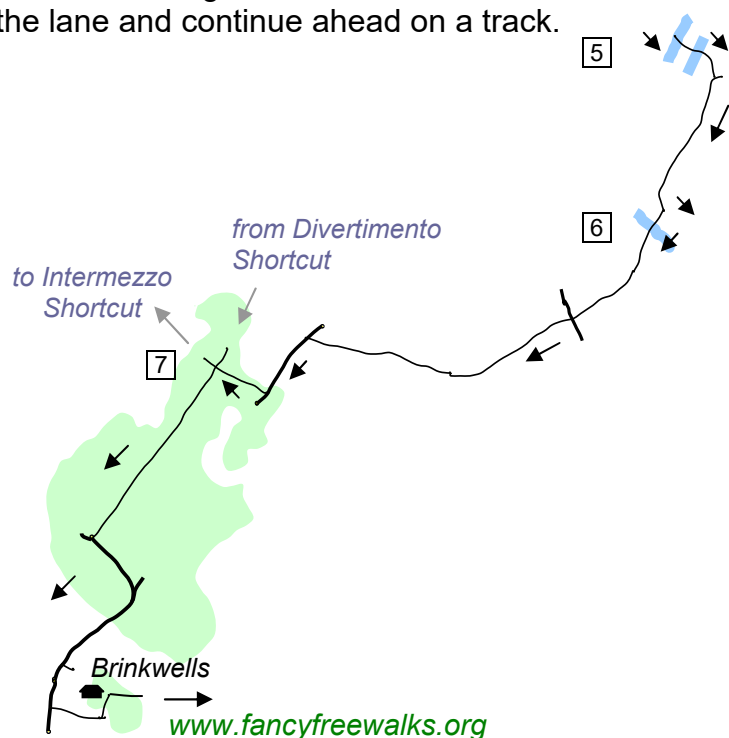 the lane and continue ahead on a track.
5
6
from Divertimento
Shortcut
to Intermezzo
Shortcut
7
Brinkwells
www.fancyfreewalks.org